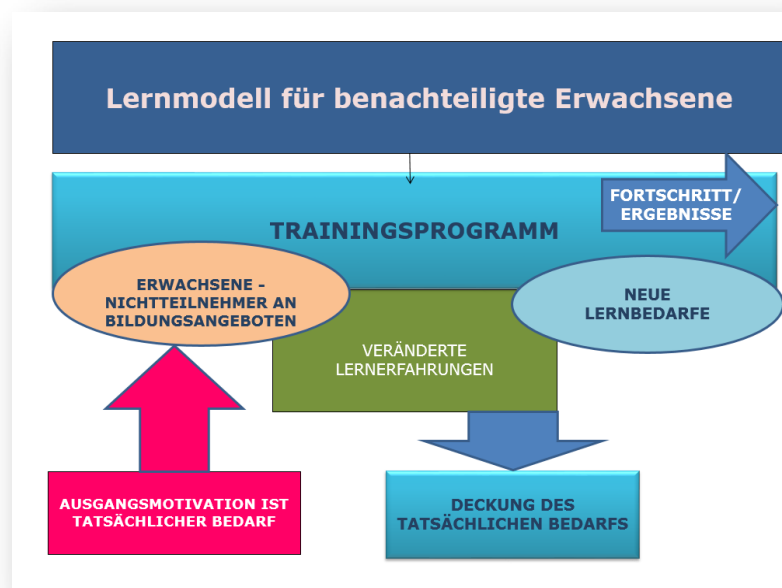 Lernmodell für benachteiligte Erwachsene
FORTSCHRITT/
ERGEBNISSE
TRAININGSPROGRAMM
ERWACHSENE -
NICHTTEILNEHMER AN
BILDUNGSANGEBOTEN
NEUE
LERNBEDARFE
VERÄNDERTE
LERNERFAHRUNGEN
AUSGANGSMOTIVATION IST
TATSÄCHLICHER BEDARF
DECKUNG DES
TATSÄCHLICHEN BEDARFS